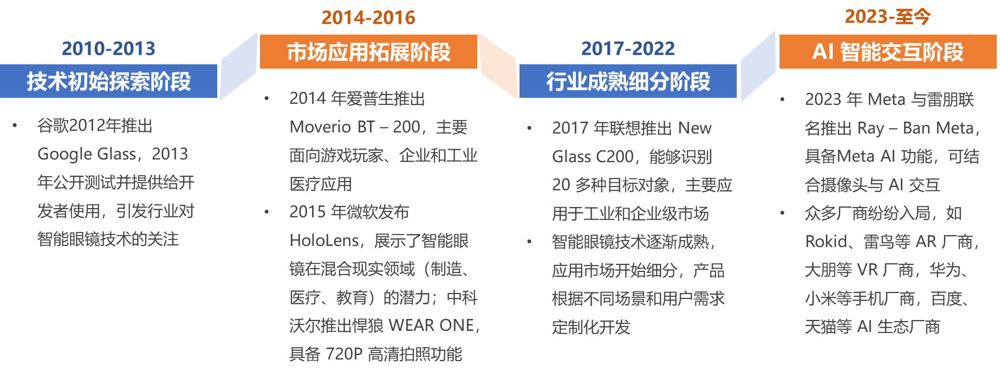 2010-2013
技术初始探索阶段
• 谷歌2012年推出
Google Glass，2013
年公开测试并提供给开
发者使用，引发行业对
智能眼镜技术的关注
2014-2016
市场应用拓展阶段
• 2014 年爱普生推出
Moverio BT – 200，主要
面向游戏玩家、企业和工业
医疗应用
• 2015 年微软发布
HoloLens，展示了智能眼
镜在混合现实领域（制造、
医疗、教育）的潜力；中科
沃尔推出悍狼 WEAR ONE，
具备 720P 高清拍照功能
2017-2022
行业成熟细分阶段
• 2017 年联想推出 New
Glass C200，能够识别
20 多种目标对象，主要应
用于工业和企业级市场
• 智能眼镜技术逐渐成熟，
应用市场开始细分，产品
根据不同场景和用户需求
定制化开发
2023-至今
AI 智能交互阶段
• 2023 年 Meta 与雷朋联
名推出 Ray – Ban Meta，
具备Meta AI 功能，可结
合摄像头与 AI 交互
• 众多厂商纷纷入局，如
Rokid、雷鸟等 AR 厂商，
大朋等 VR 厂商，华为、
小米等手机厂商，百度、
天猫等 AI 生态厂商